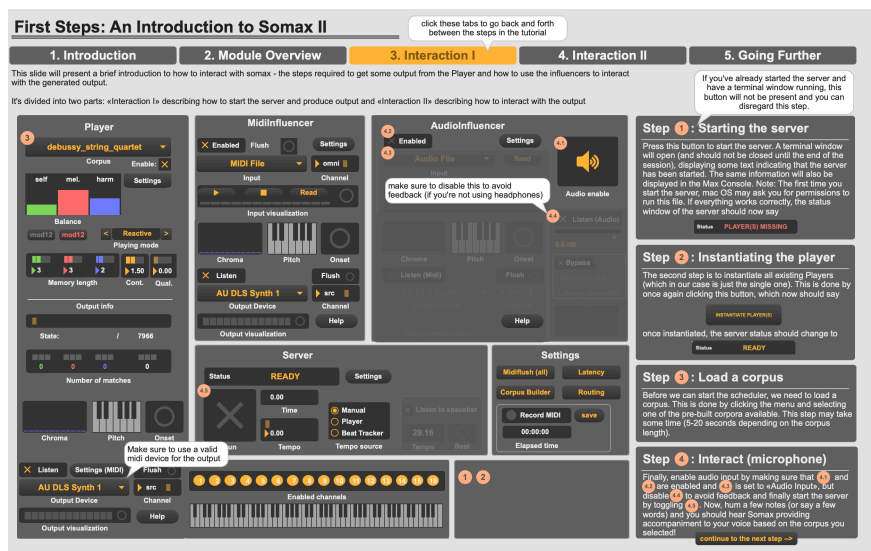 First Steps: An Introduction to Somax II
click these tabs to go back and forth
between the steps in the tutorial
1. Introduction
2. Module Overview
3. Interaction I
4. Interaction II
5. Going Further
This slide will present a brief introduction to how to interact with somax - the steps required to get some output from the Player and how to use the influencers to interact
with the generated output.
It's divided into two parts: «Interaction I» describing how to start the server and produce output and «Interaction II» describing how to interact with the output
If you've already started the server and
have a terminal window running, this
button will not be present and you can
disregard this step.
3
Player
debussy_string_quartet
Corpus
Enable:
self
mel.
harm
Settings
Balance
mod12
mod12
<
Reactive
>
Playing mode
3
3
2
1.50
0.00
Memory length
Cont.
Qual.
Output info
State:
/
7966
0
0
0
0
Number of matches
Chroma
Pitch
Onset
Listen
Settings (MIDI)
Flush
AU DLS Synth 1
src
Output Device
Channel
Help
Output visualization
Make sure to use a valid
midi device for the output
MidiInfluencer
Enabled
Flush
Settings
MIDI File
omni
Input
Channel
Read
Input visualization
Chroma
Pitch
Onset
Listen
Flush
AU DLS Synth 1
src
Output Device
Channel
Help
Output visualization
AudioInfluencer
4.2
Enabled
Settings
4.3
Audio File
Read
Input
4.1
Audio enable
make sure to disable this to avoid
feedback (if you're not using headphones)
4.4
Listen (Audio)
Bypass
Chroma
Pitch
Onset
Listen (Midi)
Flush
Help
Server
Status
READY
Settings
4.5
0.00
Time
0.00
Tempo
Manual
Player
Beat Tracker
Tempo source
Listen to spacebar
29.16
Tempo
Beat
Settings
Midiflush (all)
Latency
Corpus Builder
Routing
Record MIDI
save
00:00:00
Elapsed time
1 2 3 4 5 6 7 8 9 10 11 12 13 14 15 16
Enabled channels
1 2
Step 1 : Starting the server
Press this button to start the server. A terminal
window will open (and should not be closed until the end of the
session), displaying some text indicating that the server
has been started. The same information will also be
displayed in the Max Console. Note: The first time you
start the server, mac OS may ask you for permissions to
run this file. If everything works correctly, the status
window of the server should now say
Status PLAYER(S) MISSING
Step 2 : Instantiating the player
The second step is to instantiate all existing Players
(which in our case is just the single one). This is done by
once again clicking this button, which now should say
INSTANTIATE PLAYER(S)
once instantiated, the server status should change to
Status READY
Step 3 : Load a corpus
Before we can start the scheduler, we need to load a
corpus. This is done by clicking the menu and selecting
one of the pre-built corpora available. This step may take
some time (5-20 seconds depending on the corpus
length).
Step 4 : Interact (microphone)
Finally, enable audio input by making sure that 4.1 and
4.2 are enabled and 4.3 is set to «Audio Input», but
disable 4.4 to avoid feedback and finally start the server
by toggling 4.5. Now, hum a few notes (or say a few
words) and you should hear Somax providing
accompaniment to your voice based on the corpus you
selected!
continue to the next step -->